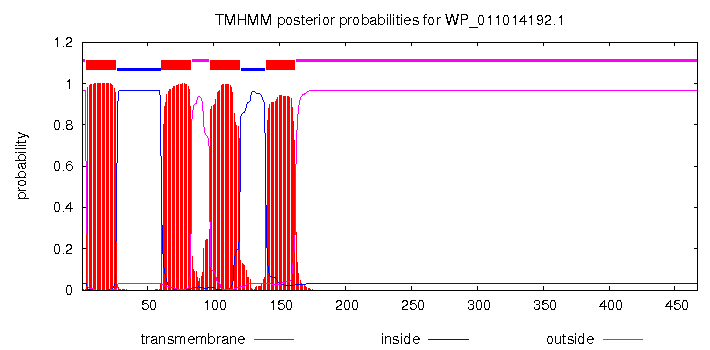 TMHMM posterior probabilities for WP_011014192.1
1.2
1
0.8
0.6
0.4
0.2
0
probability
50 100 150 200 250 300 350 400 450
transmembrane inside outside